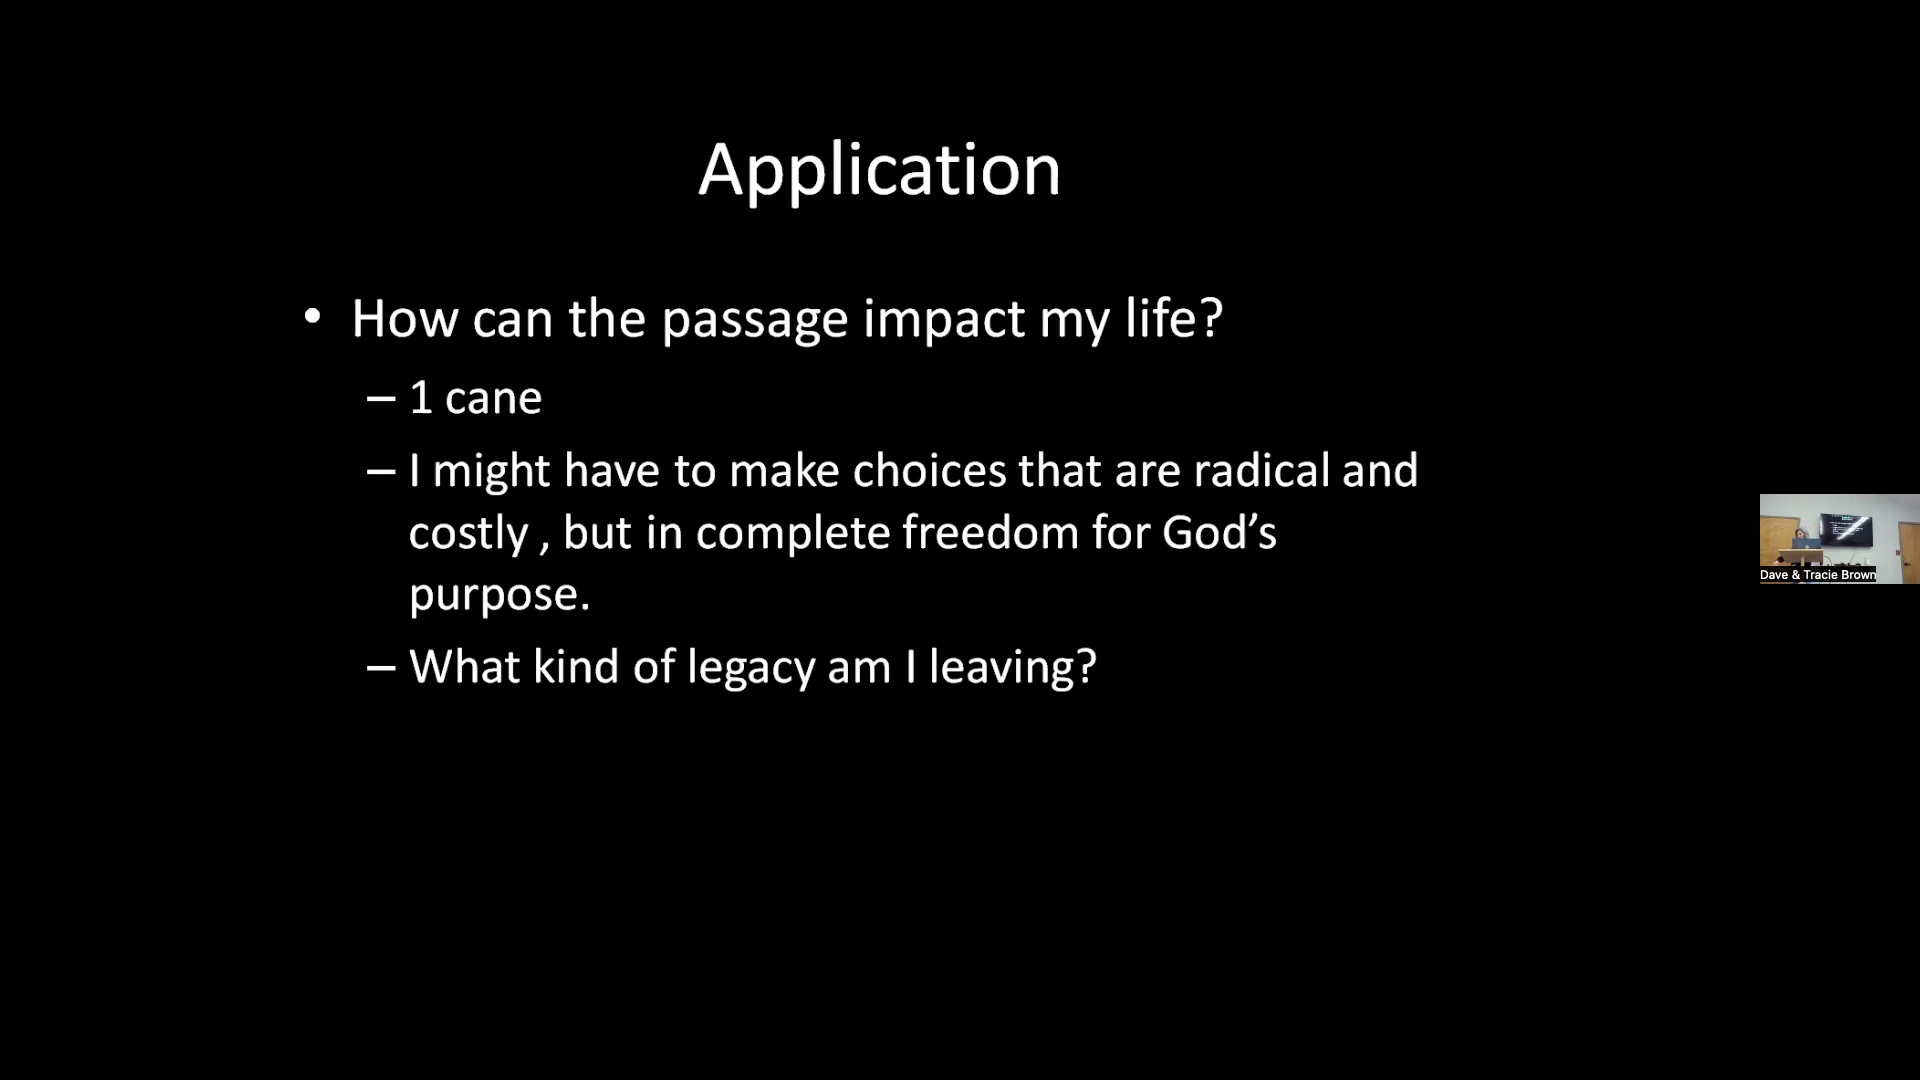 Application
• How can the passage impact my life?
– 1 cane
– I might have to make choices that are radical and
costly , but in complete freedom for God’s
purpose.
– What kind of legacy am I leaving?
Dave & Tracie Brown